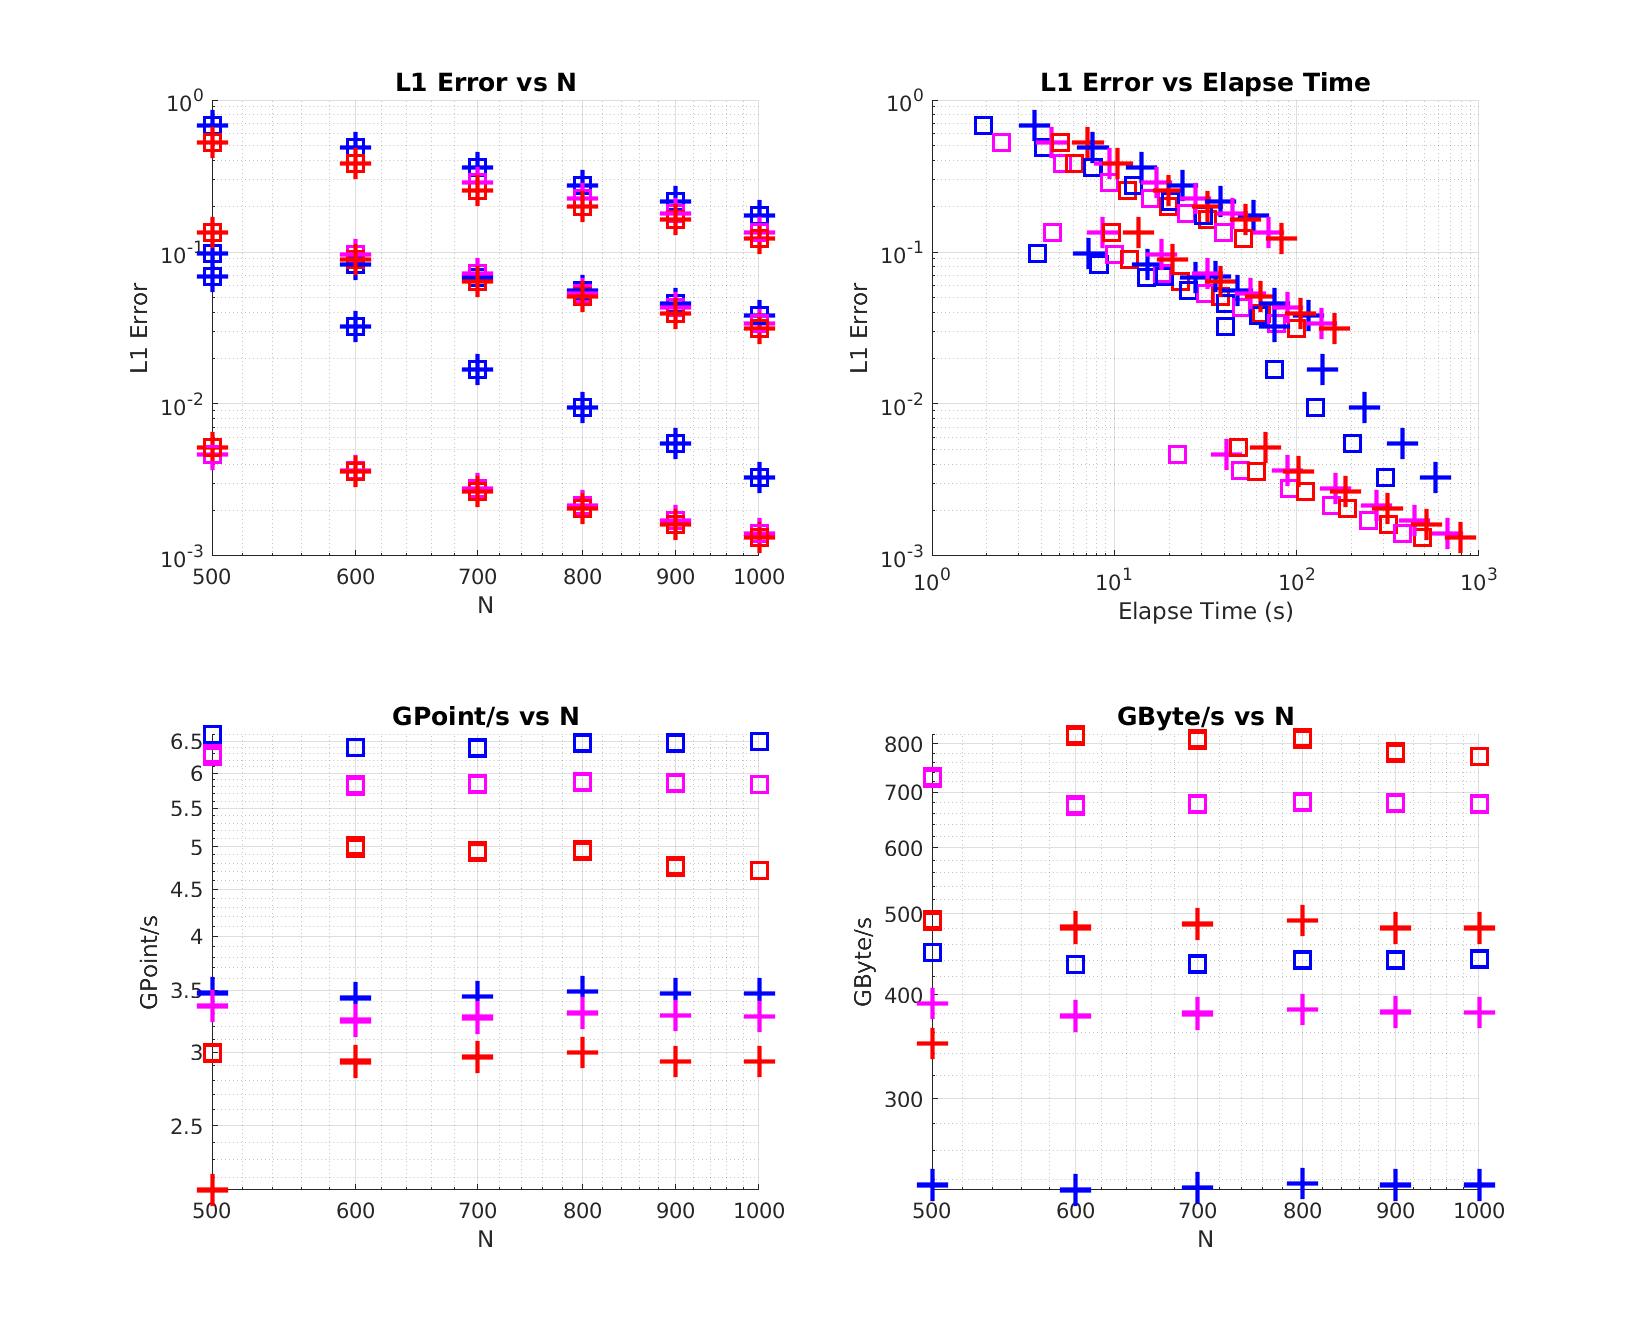 L1 Error vs N
10^0
10^-1
10^-2
10^-3
L1 Error
500 600 700 800 900 1000
N
L1 Error vs Elapse Time
10^0
10^-1
10^-2
10^-3
L1 Error
10^0 10^1 10^2 10^3
Elapse Time (s)
GPoint/s vs N
6.5
6
5.5
5
4.5
4
3.5
3
2.5
GPoint/s
500 600 700 800 900 1000
N
GByte/s vs N
800
700
600
500
400
300
GByte/s
500 600 700 800 900 1000
N